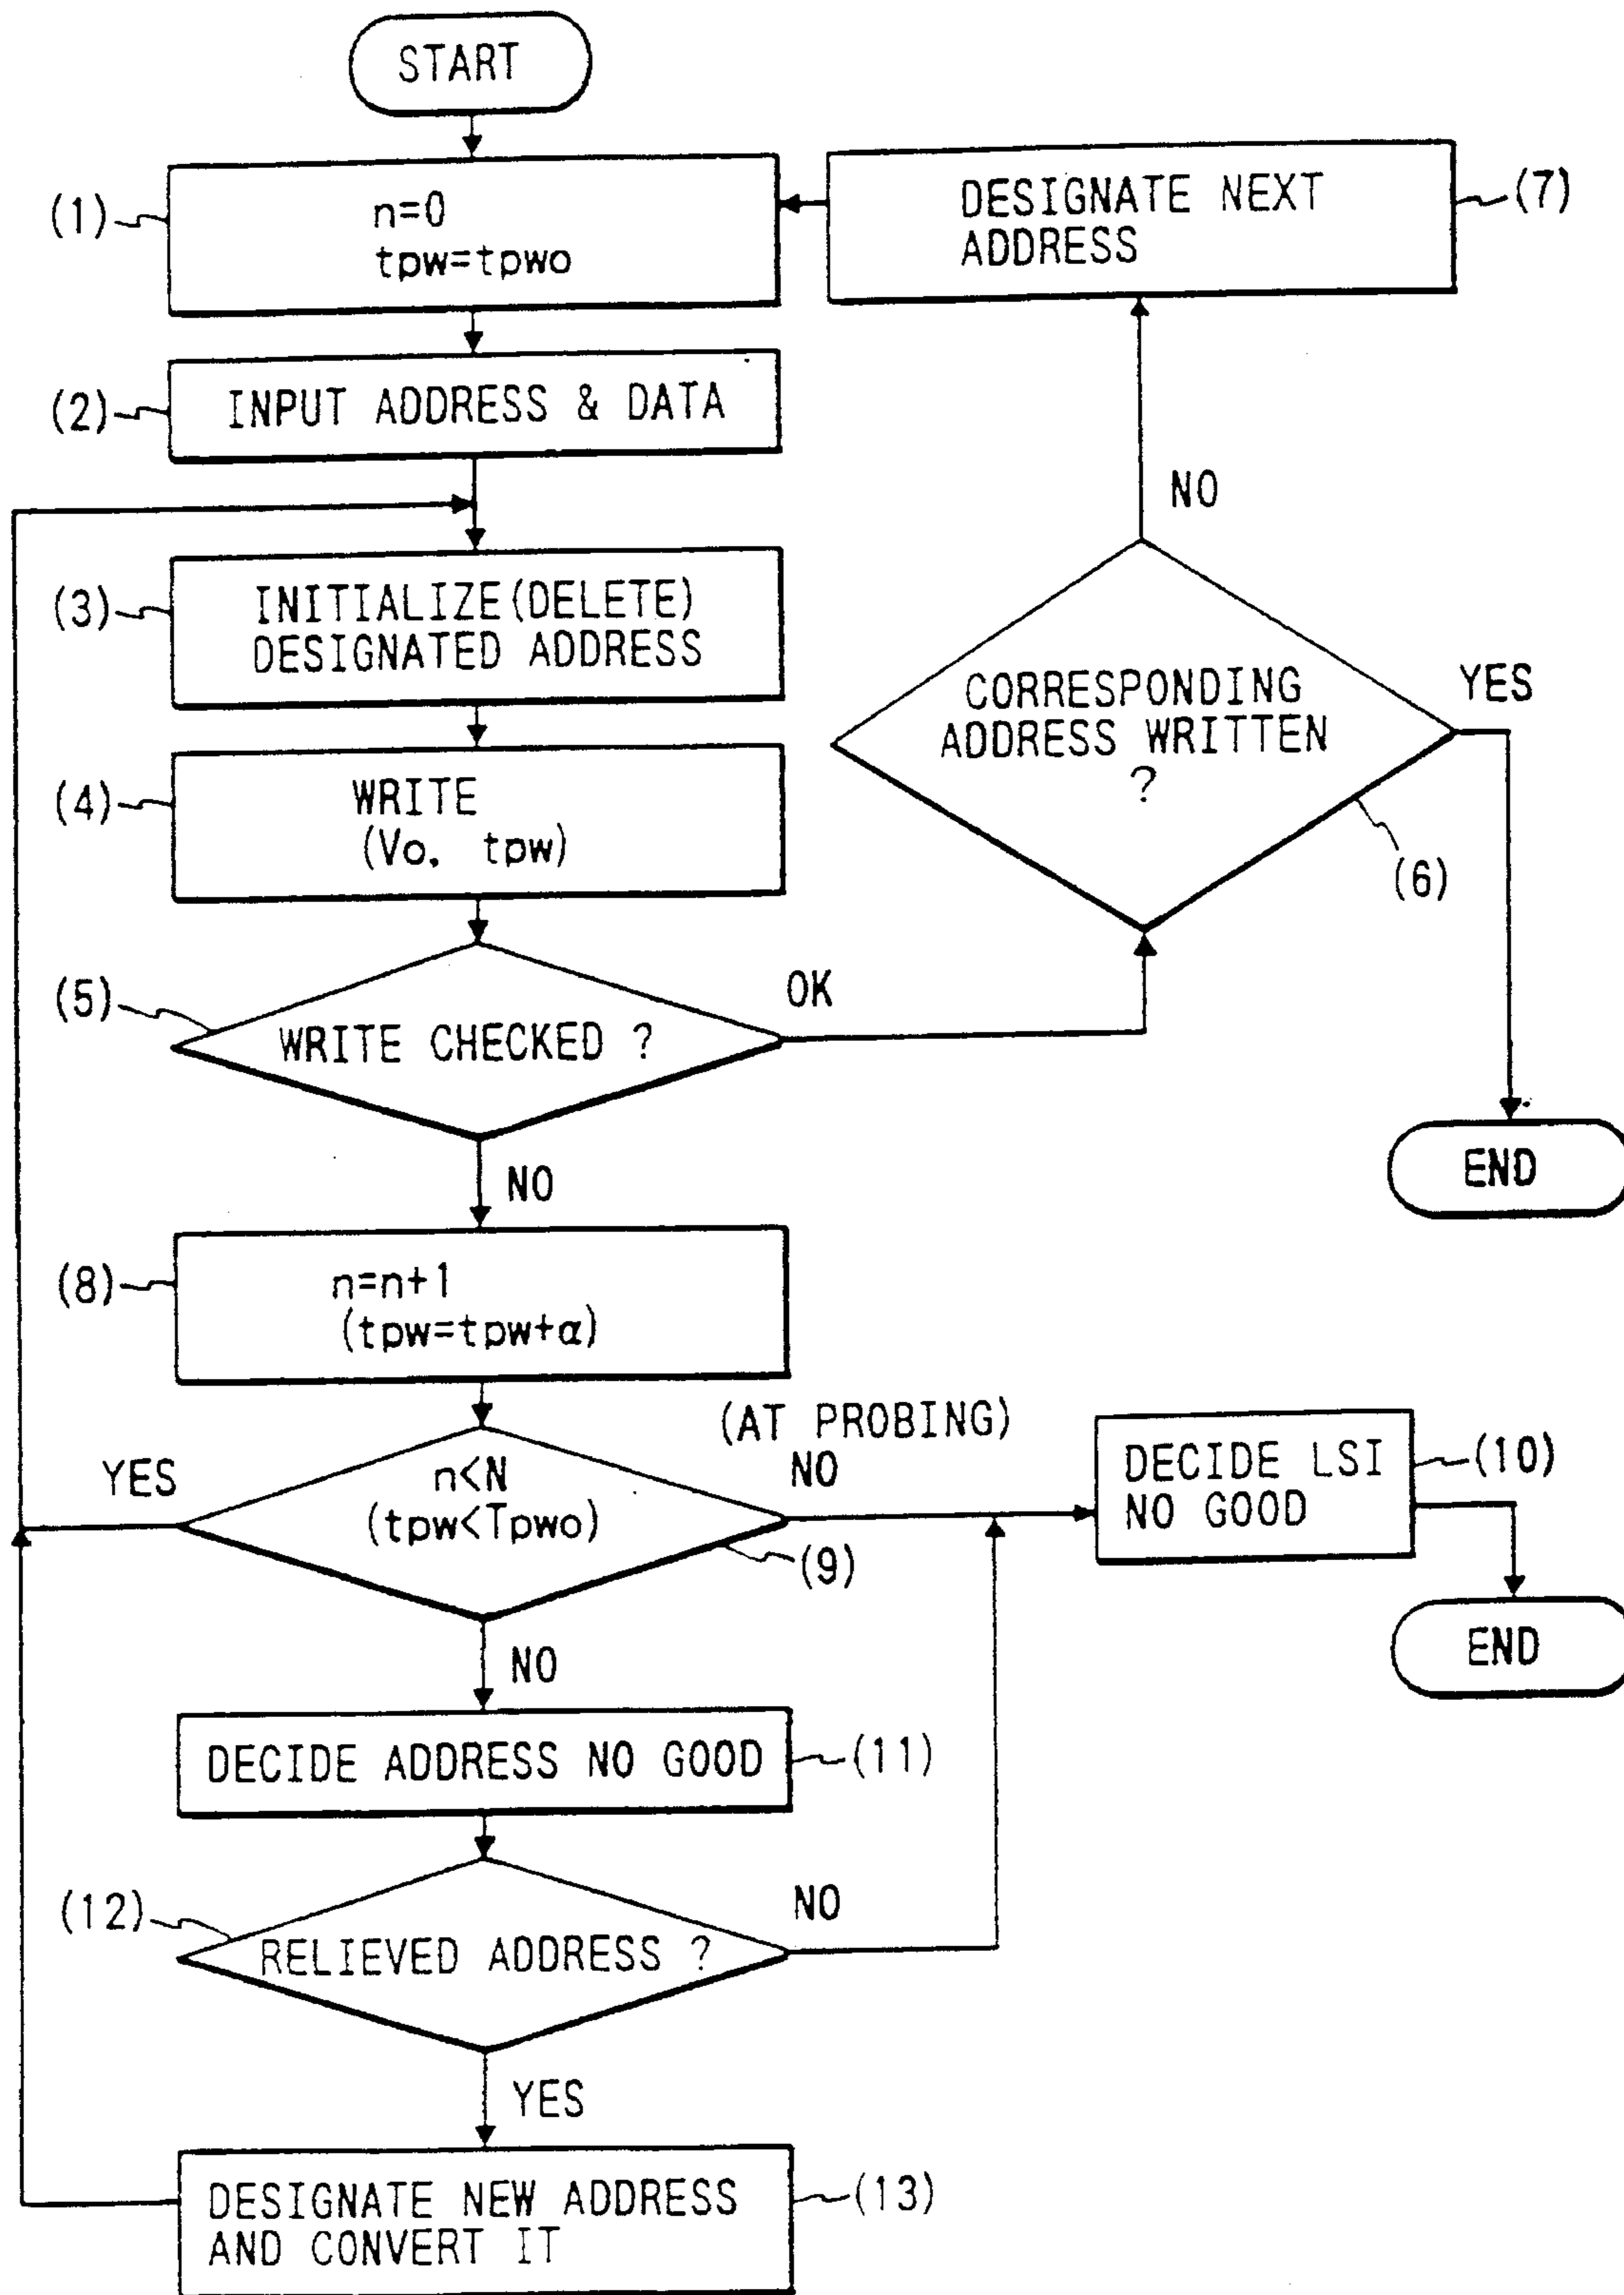 START
(1)
n=0
tpw=tpwo
DESIGNATE NEXT
ADDRESS
(7)
(2)
INPUT ADDRESS & DATA
NO
(3)
INITIALIZE(DELETE)
DESIGNATED ADDRESS
CORRESPONDING
ADDRESS WRITTEN
?
YES
(6)
(4)
WRITE
(Vo. tpw)
(5)
WRITE CHECKED ?
OK
END
NO
(8)
n=n+1
(tpw=tpw+α)
YES
n<N
(tpw<Tpwo)
(AT PROBING)
NO
(9)
DECIDE LSI
NO GOOD
(10)
END
NO
DECIDE ADDRESS NO GOOD
(11)
(12)
RELIEVED ADDRESS ?
NO
YES
DESIGNATE NEW ADDRESS
AND CONVERT IT
(13)